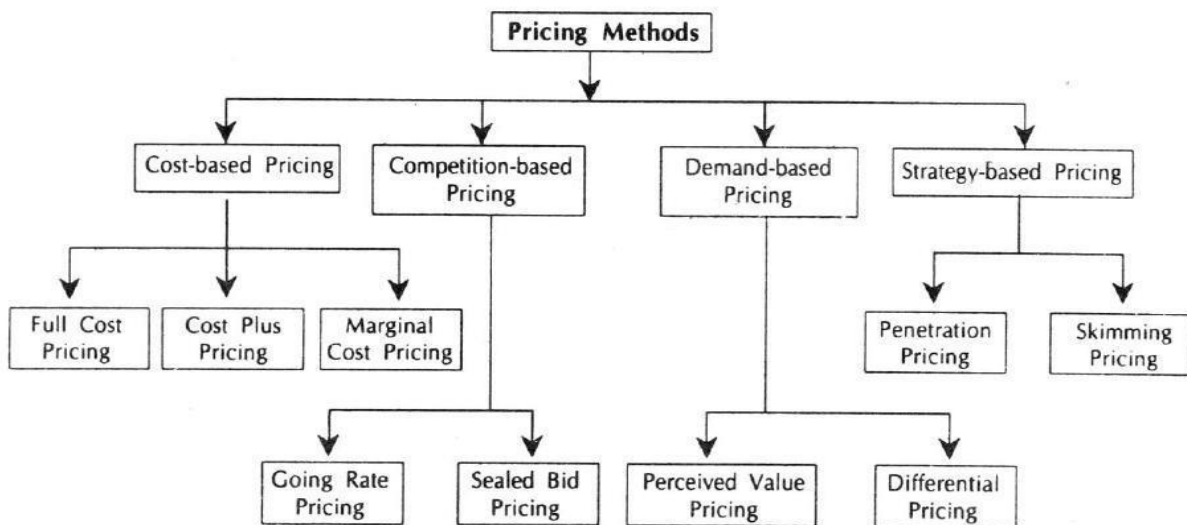 Pricing Methods
Cost-based Pricing
Competition-based
Pricing
Demand-based
Pricing
Strategy-based Pricing
Full Cost
Pricing
Cost Plus
Pricing
Marginal
Cost Pricing
Penetration
Pricing
Skimming
Pricing
Going Rate
Pricing
Sealed Bid
Pricing
Perceived Value
Pricing
Differential
Pricing